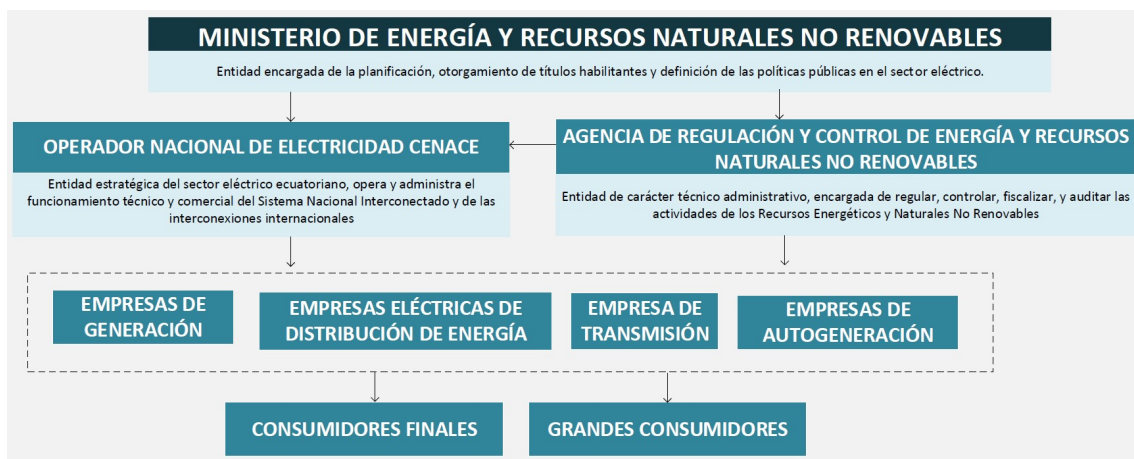 MINISTERIO DE ENERGÍA Y RECURSOS NATURALES NO RENOVABLES
Entidad encargada de la planificación, otorgamiento de títulos habilitantes y definición de las políticas públicas en el sector eléctrico.
OPERADOR NACIONAL DE ELECTRICIDAD CENACE
Entidad estratégica del sector eléctrico ecuatoriano, opera y administra el
funcionamiento técnico y comercial del Sistema Nacional Interconectado y de las
interconexiones internacionales
AGENCIA DE REGULACIÓN Y CONTROL DE ENERGÍA Y RECURSOS
NATURALES NO RENOVABLES
Entidad de carácter técnico administrativo, encargada de regular, controlar, fiscalizar, y auditar las
actividades de los Recursos Energéticos y Naturales No Renovables
EMPRESAS DE
GENERACIÓN
EMPRESAS ELÉCTRICAS DE
DISTRIBUCIÓN DE ENERGÍA
EMPRESA DE
TRANSMISIÓN
EMPRESAS DE
AUTOGENERACIÓN
CONSUMIDORES FINALES
GRANDES CONSUMIDORES